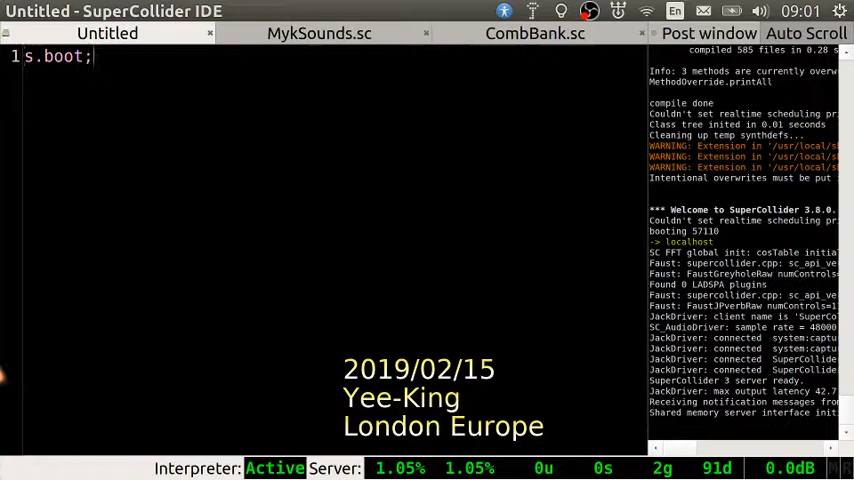 Untitled - SuperCollider IDE
En
09:01
Untitled
MykSounds.sc
CombBank.sc
Post window
Auto Scroll
1 s.boot;
compiled 585 files in 0.28 s
Info: 3 methods are currently overw
MethodOverride.printAll
compile done
Couldn't set realtime scheduling pri
Class tree inited in 0.01 seconds
Cleaning up temp synthdefs...
WARNING: Extension in '/usr/local/s
WARNING: Extension in '/usr/local/s
WARNING: Extension in '/usr/local/s
Intentional overwrites must be put
*** Welcome to SuperCollider 3.8.0.
Couldn't set realtime scheduling pri
booting 57110
-> localhost
SC FFT global init: cosTable initia
Faust: supercollider.cpp: sc_api_ve
Faust: FaustGreyholeRaw numControls=
Found 0 LADSPA plugins
Faust: supercollider.cpp: sc_api_ve
Faust: FaustJPverbRaw numControls=1
JackDriver: client name is 'SuperCo
SC_AudioDriver: sample rate = 48000
JackDriver: connected system:captu
JackDriver: connected system:captu
JackDriver: connected SuperCollider
JackDriver: connected SuperCollider
SuperCollider 3 server ready.
JackDriver: max output latency 42.7
Receiving notification messages from
Shared memory server interface init
2019/02/15
Yee-King
London Europe
Interpreter: Active Server: 1.05% 1.05% 0u 0s 2g 91d 0.0dB M R